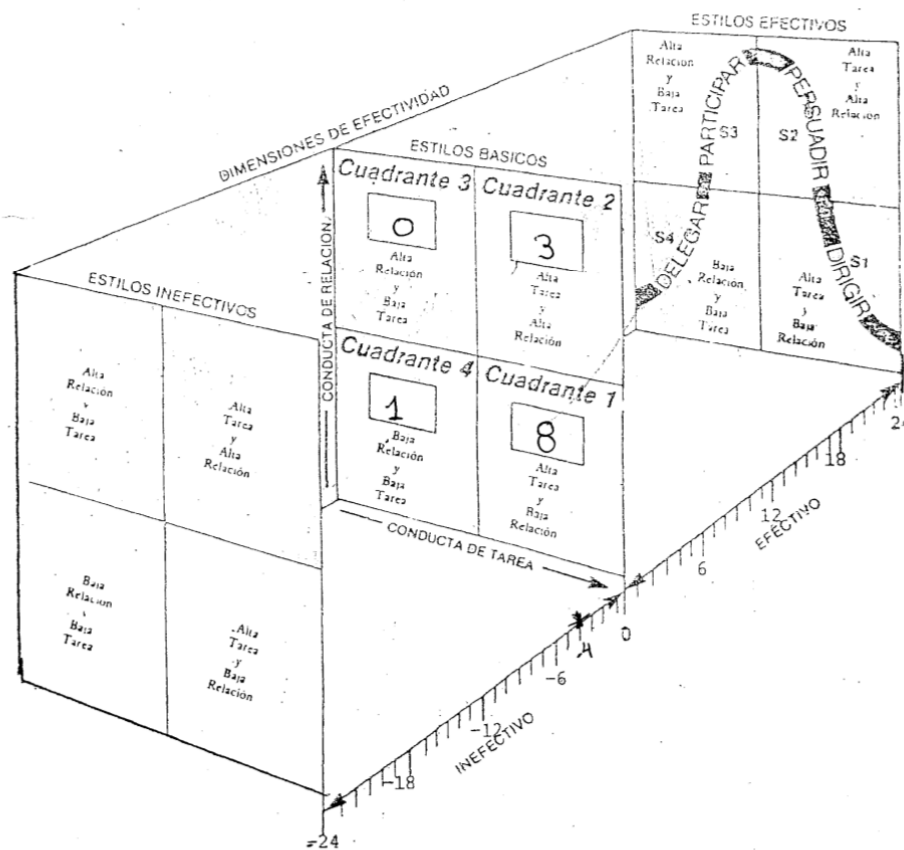 ESTILOS EFECTIVOS
Alta
Relación
y
Baja
Tarea
Alta
Tarea
y
Alta
Relación
S3
S2
S4
S1
DELEGAR
PARTICIPAR
PERSUADIR
DIRIGIR
Baja
Relación
y
Baja
Tarea
Alta
Tarea
y
Baja
Relación
DIMENSIONES DE EFECTIVIDAD
ESTILOS BASICOS
Cuadrante 3
0
Alta
Relación
y
Baja
Tarea
Cuadrante 2
3
Alta
Tarea
y
Alta
Relación
Cuadrante 4
1
Baja
Relación
y
Baja
Tarea
Cuadrante 1
8
Alta
Tarea
y
Baja
Relación
CONDUCTA DE RELACION
CONDUCTA DE TAREA
ESTILOS INEFECTIVOS
Alta
Relación
y
Baja
Tarea
Alta
Tarea
y
Alta
Relación
Baja
Relación
y
Baja
Tarea
Alta
Tarea
y
Baja
Relación
24
18
12
6
EFECTIVO
0
-4
-6
-12
-18
-24
INEFECTIVO